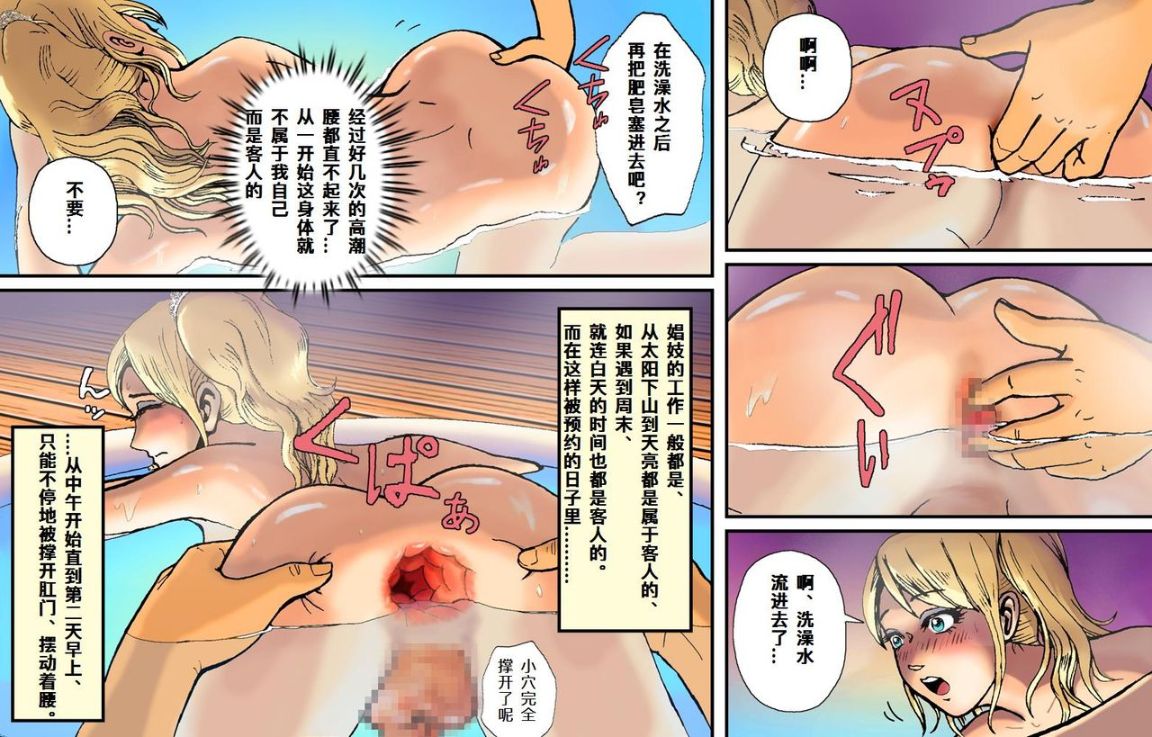 啊啊…
ヌ
プッ
ぐ
い
啊、洗澡水
流进去了…
在洗澡水之后
再把肥皂塞进去吧？
くちゅ
くちゅ
经过好几次的高潮
腰都直不起来了…
从一开始这身体就
不属于我自己
而是客人的
不要…
娼妓的工作一般都是、
从太阳下山到天亮都是属于客人的、
如果遇到周末、
就连白天的时间也都是客人的。
而在这样被预约的日子里………
んっ
くぱぁ
小穴完全
撑开了呢
……从中午开始直到第二天早上、
只能不停地被撑开肛门、摆动着腰。